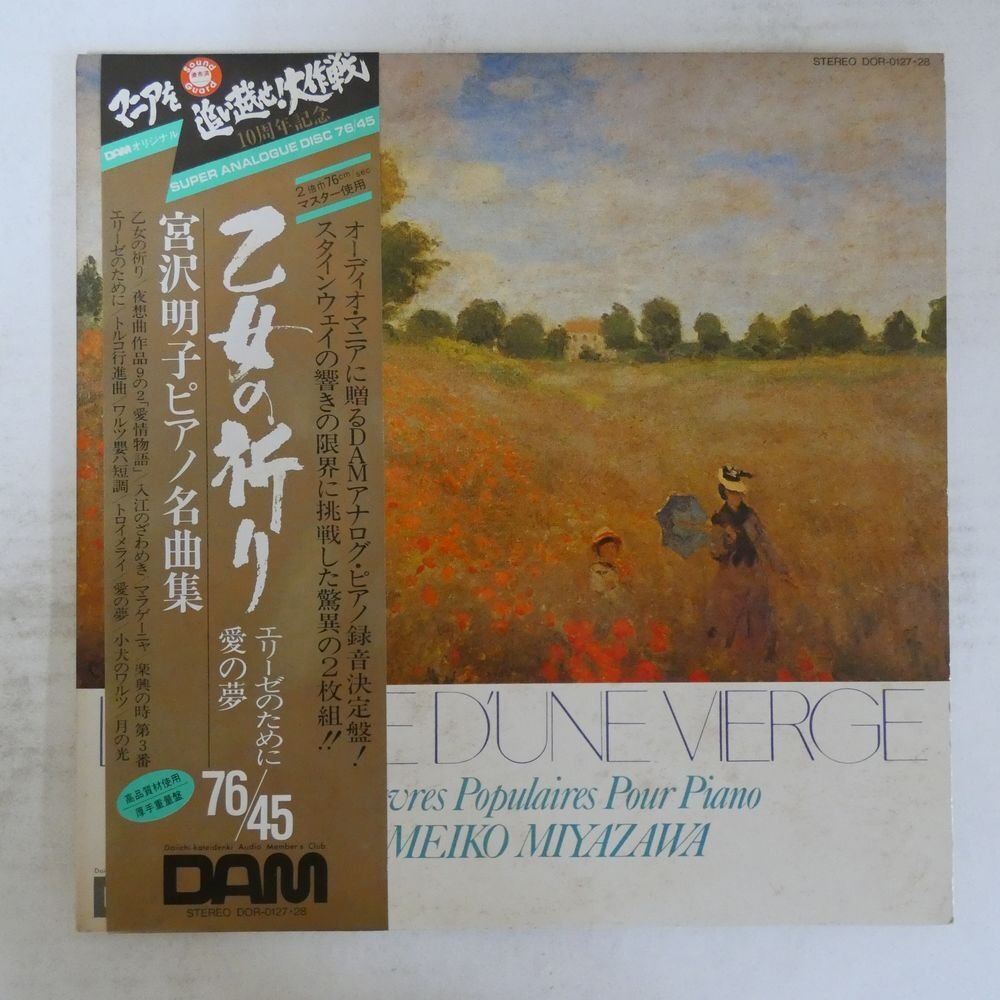 STEREO DOR-0127・28
マニアを
Sound Guard
追い越せ!大作戦
DAMオリジナル
10周年記念
SUPER ANALOGUE DISC 76/45
2倍巾76cm/sec
マスター使用
オーディオ・マニアに贈るDAMアナログ・ピアノ録音決定盤!
スタインウェイの響きの限界に挑戦した驚異の2枚組!!
乙女の祈り
エリーゼのために
愛の夢
76/45
宮沢明子ピアノ名曲集
乙女の祈り/夜想曲 作品9の2「愛情物語」/入江のざわめき/マラゲーニャ 楽興の時 第3番
エリーゼのために/トルコ行進曲/ワルツ嬰ハ短調/トロイメライ 愛の夢/小犬のワルツ/月の光
高品質材使用
厚手重量盤
Daiichi-kateidenki Audio Member's Club
DAM
STEREO DOR-0127・28
E D'UNE VIERGE
vres Populaires Pour Piano
MEIKO MIYAZAWA